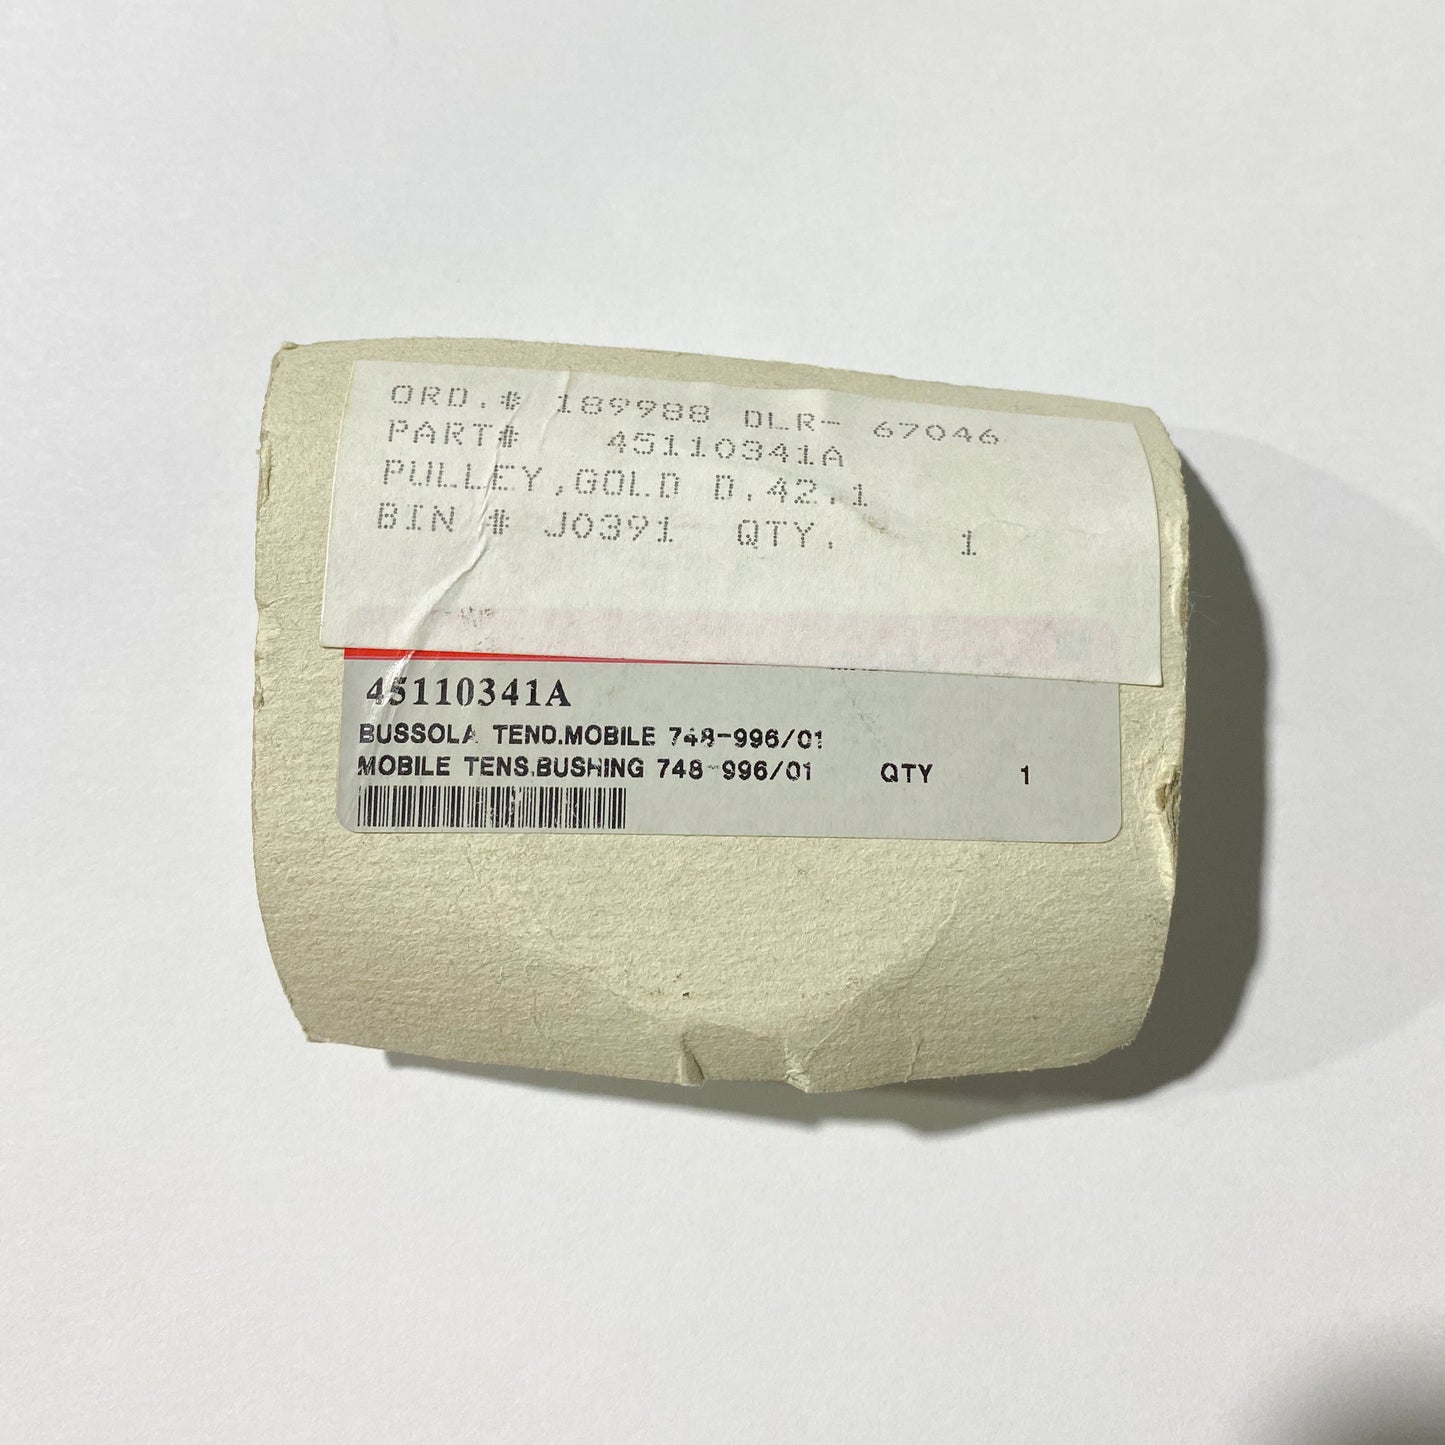 ORD.# 189988 DLR- 67046
PART# 45110341A
PULLEY,GOLD D.42.1
BIN # J0391 QTY. 1
45110341A
BUSSOLA TEND.MOBILE 748-996/01
MOBILE TENS.BUSHING 748-996/01 QTY 1